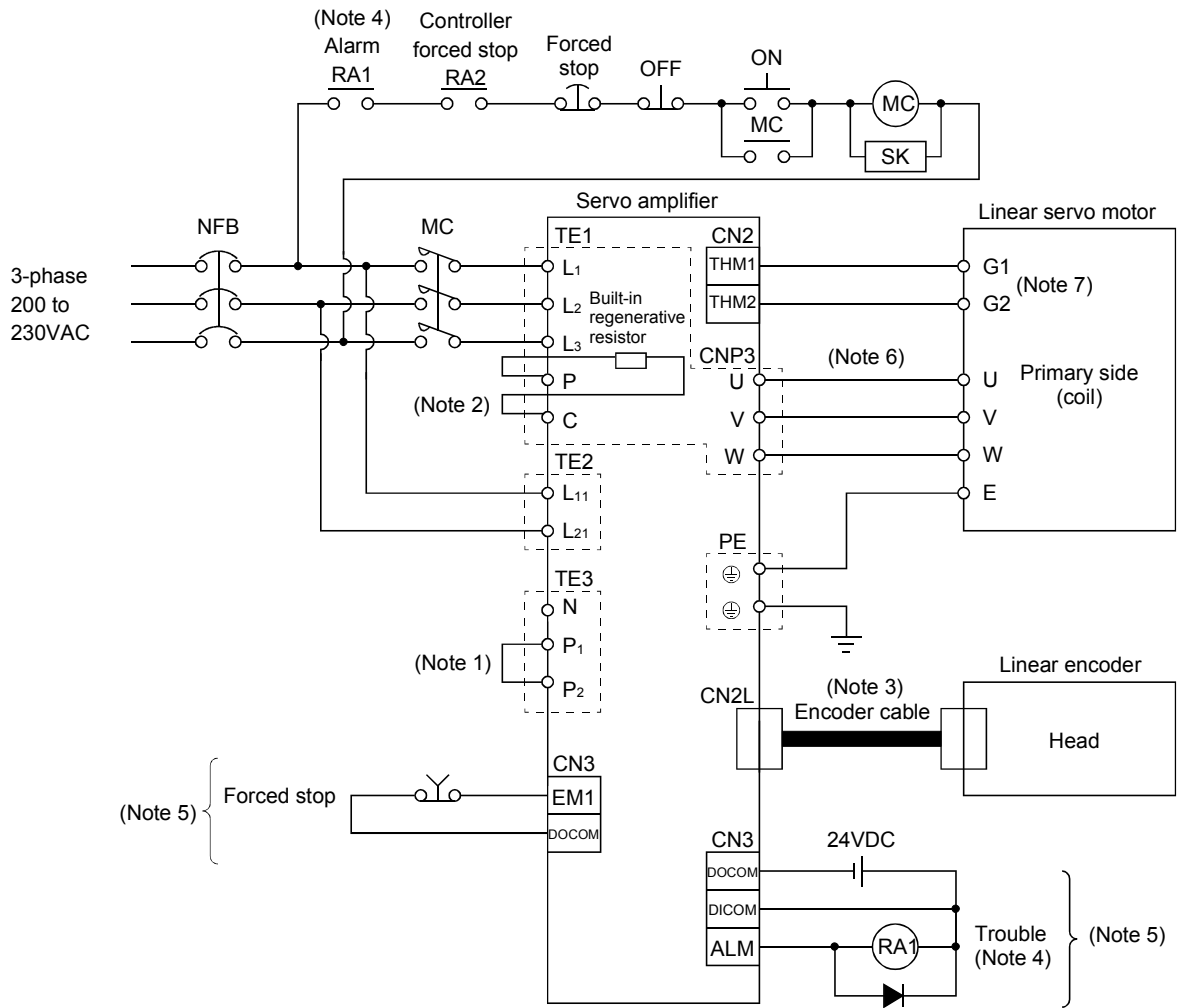 (Note 4)
Alarm
RA1
Controller
forced stop
RA2
Forced
stop
OFF
ON
MC
MC
SK
NFB
MC
3-phase
200 to
230VAC
Servo amplifier
TE1
L1
L2
L3
Built-in
regenerative
resistor
P
C
(Note 2)
TE2
L11
L21
TE3
N
P1
P2
(Note 1)
CN3
EM1
DOCOM
Forced stop
(Note 5)
CN2
THM1
THM2
CNP3
U
V
W
(Note 6)
PE
Linear servo motor
G1
G2
(Note 7)
Primary side
(coil)
U
V
W
E
CN2L
(Note 3)
Encoder cable
Linear encoder
Head
CN3
DOCOM
DICOM
ALM
24VDC
RA1
Trouble
(Note 4)
(Note 5)